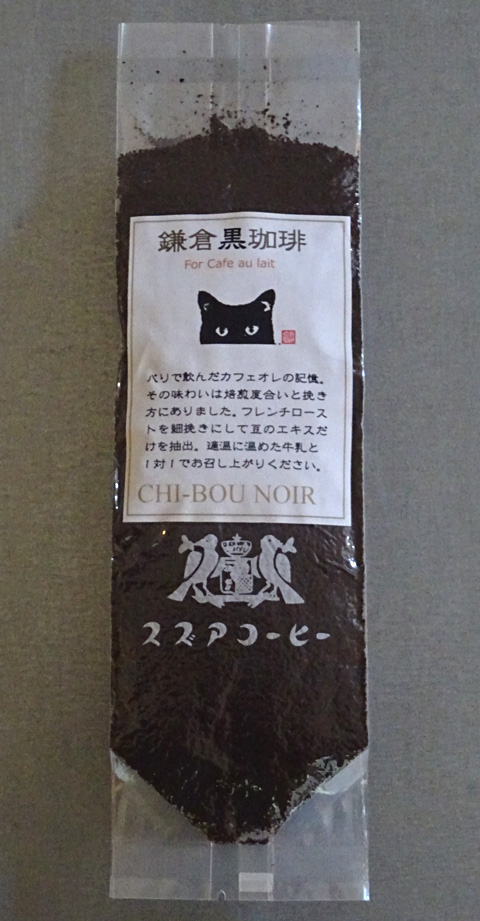 鎌倉黒珈琲
For Cafe au lait
パリで飲んだカフェオレの記憶。
その味わいは焙煎度合いと挽き
方にありました。フレンチロース
トを細挽きにして豆のエキスだ
けを抽出。適温に温めた牛乳と
1対1でお召し上がりください。
CHI-BOU NOIR
スズアコーヒー